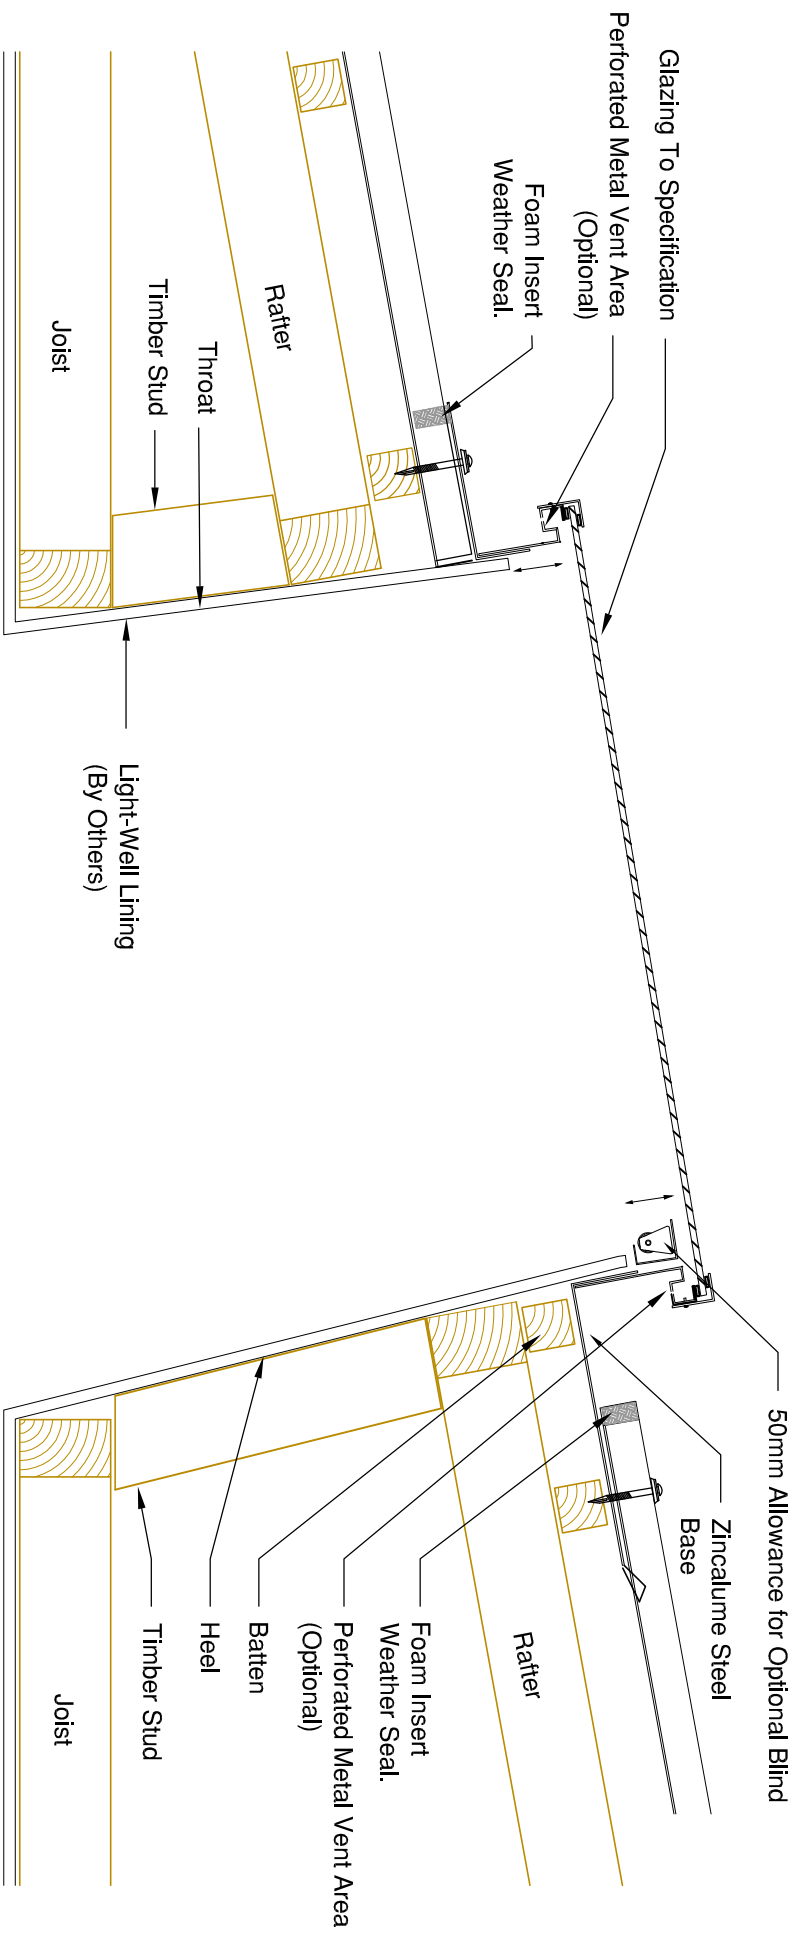 Glazing To Specification
Perforated Metal Vent Area
(Optional)
Foam Insert
Weather Seal.
Rafter
Throat
Timber Stud
Joist
Light-Well Lining
(By Others)
50mm Allowance for Optional Blind
Zincalume Steel
Base
Rafter
Foam Insert
Weather Seal.
Perforated Metal Vent Area
(Optional)
Batten
Heel
Timber Stud
Joist